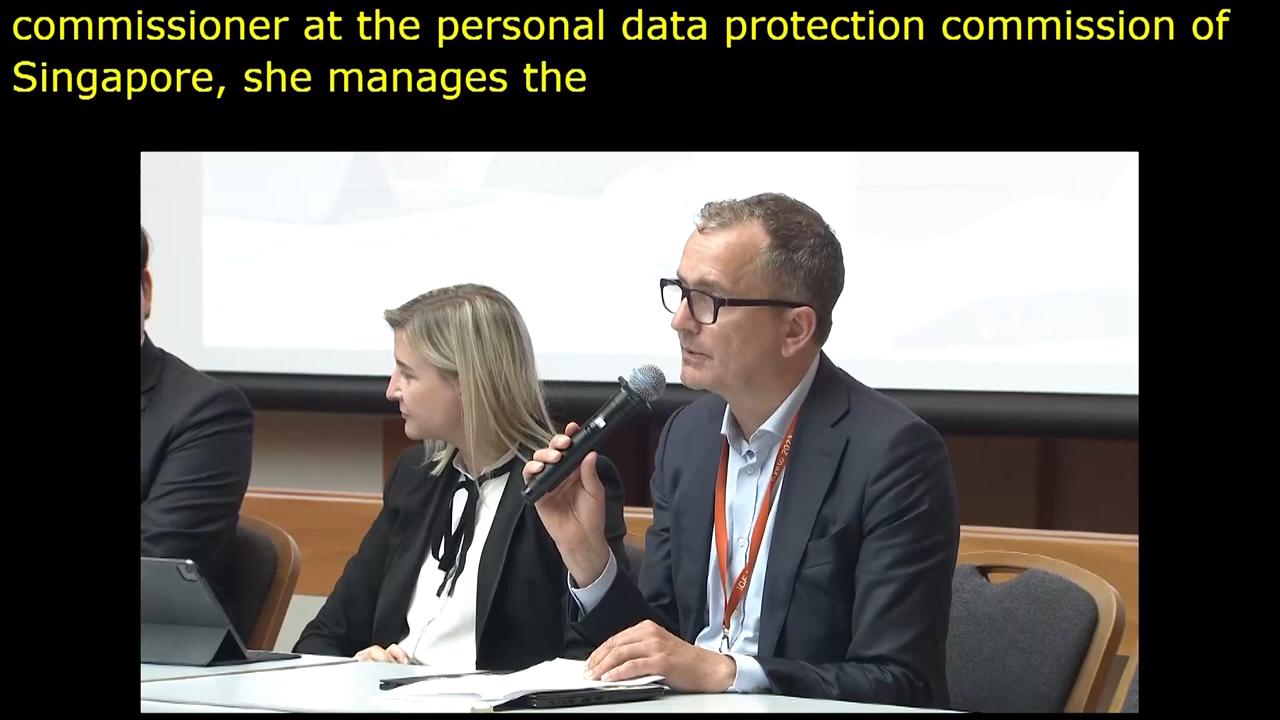 commissioner at the personal data protection commission of
Singapore, she manages the